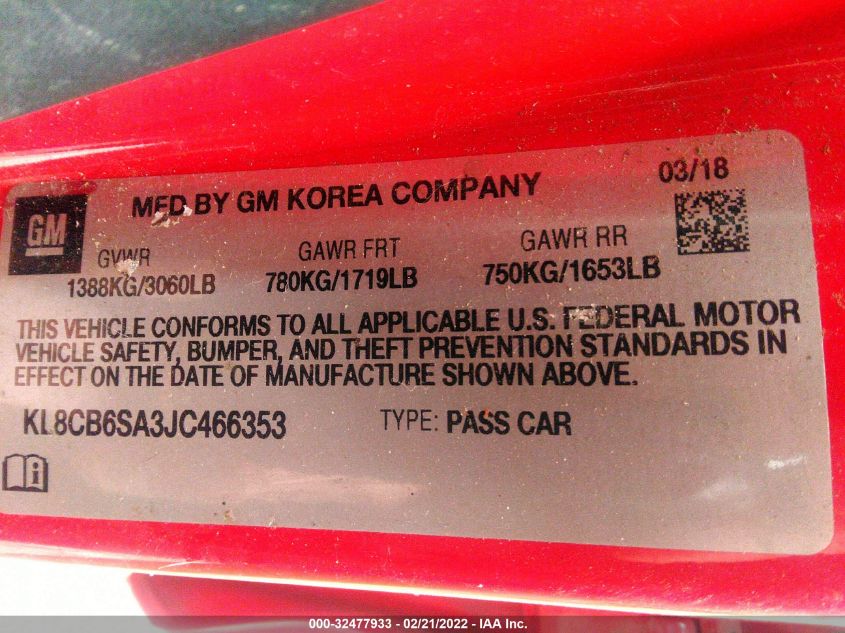 MFD BY GM KOREA COMPANY
03/18
GM
GVWR
GAWR FRT
GAWR RR
1388KG/3060LB
780KG/1719LB
750KG/1653LB
THIS VEHICLE CONFORMS TO ALL APPLICABLE U.S. FEDERAL MOTOR
VEHICLE SAFETY, BUMPER, AND THEFT PREVENTION STANDARDS IN
EFFECT ON THE DATE OF MANUFACTURE SHOWN ABOVE.
KL8CB6SA3JC466353
TYPE: PASS CAR
000-32477933 - 02/21/2022 - IAA Inc.